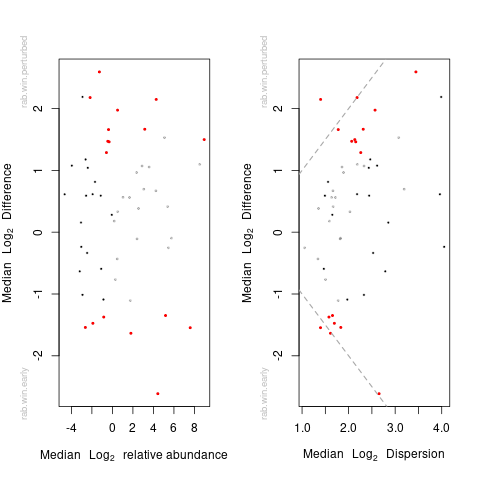 rab.win.perturbed
rab.win.early
Median Log2 Difference
2
1
0
-1
-2
-4
0
2
4
6
8
Median Log2 relative abundance
rab.win.perturbed
rab.win.early
Median Log2 Difference
2
1
0
-1
-2
1.0
2.0
3.0
4.0
Median Log2 Dispersion